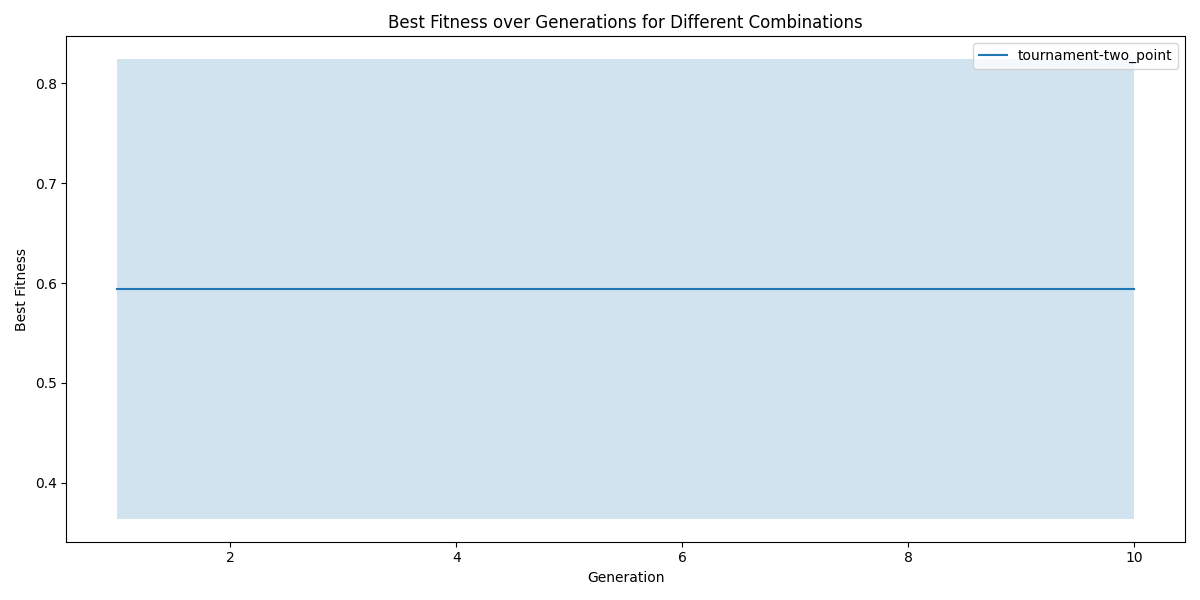 Best Fitness over Generations for Different Combinations
tournament-two_point
0.8
0.7
0.6
0.5
0.4
Best Fitness
2 4 6 8 10
Generation